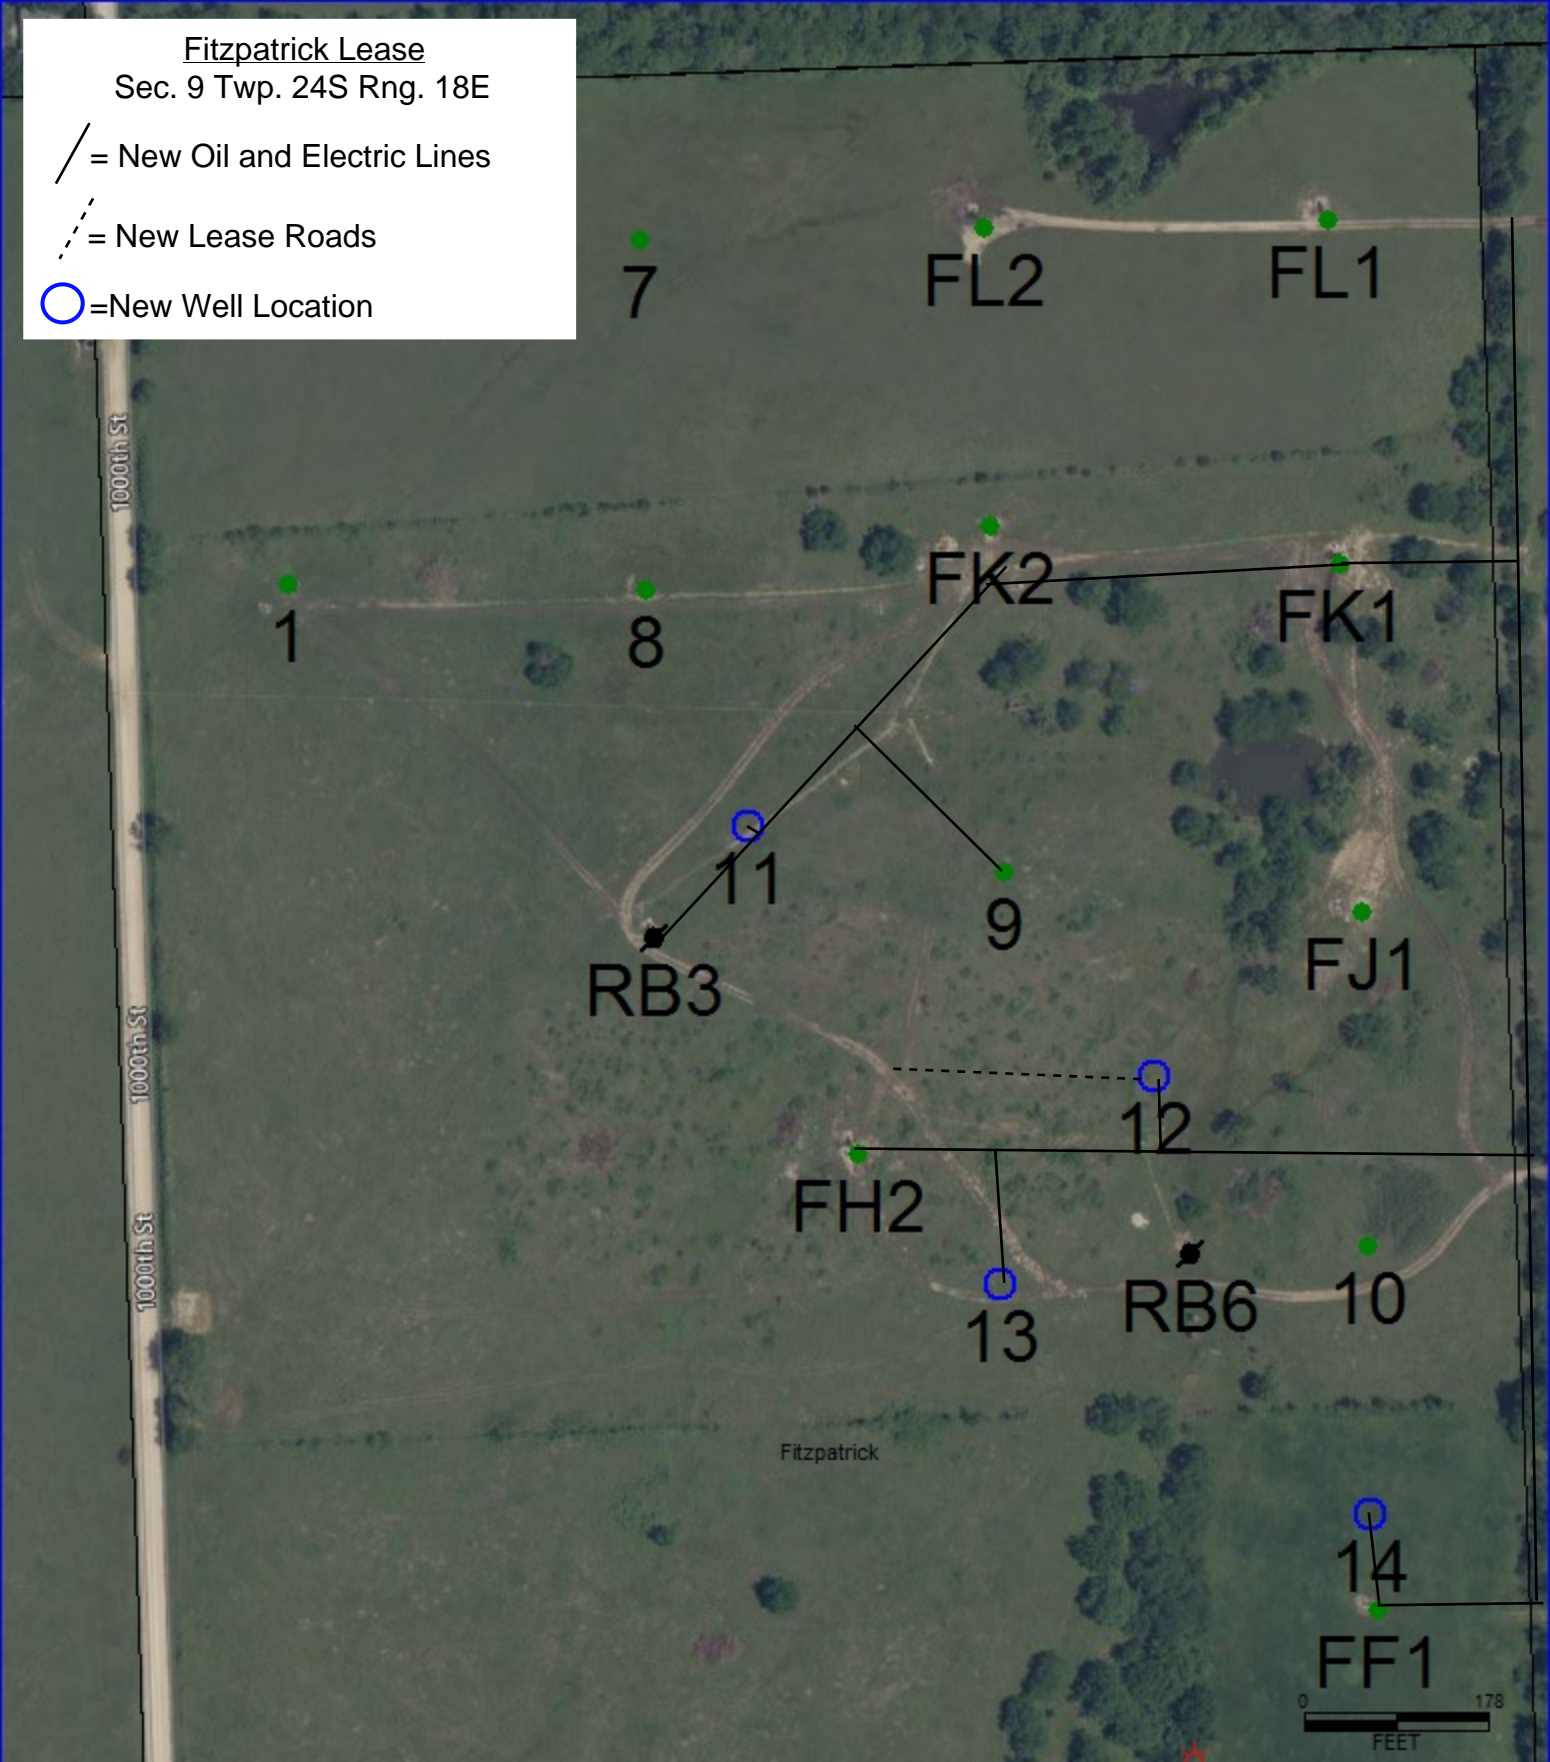 Fitzpatrick Lease
Sec. 9 Twp. 24S Rng. 18E
= New Oil and Electric Lines
= New Lease Roads
=New Well Location
7
FL2
FL1
1000th St
FK2
1
8
FK1
11
9
RB3
FJ1
1000th St
12
FH2
1000th St
13
RB6
10
Fitzpatrick
14
FF1
0 178
FEET